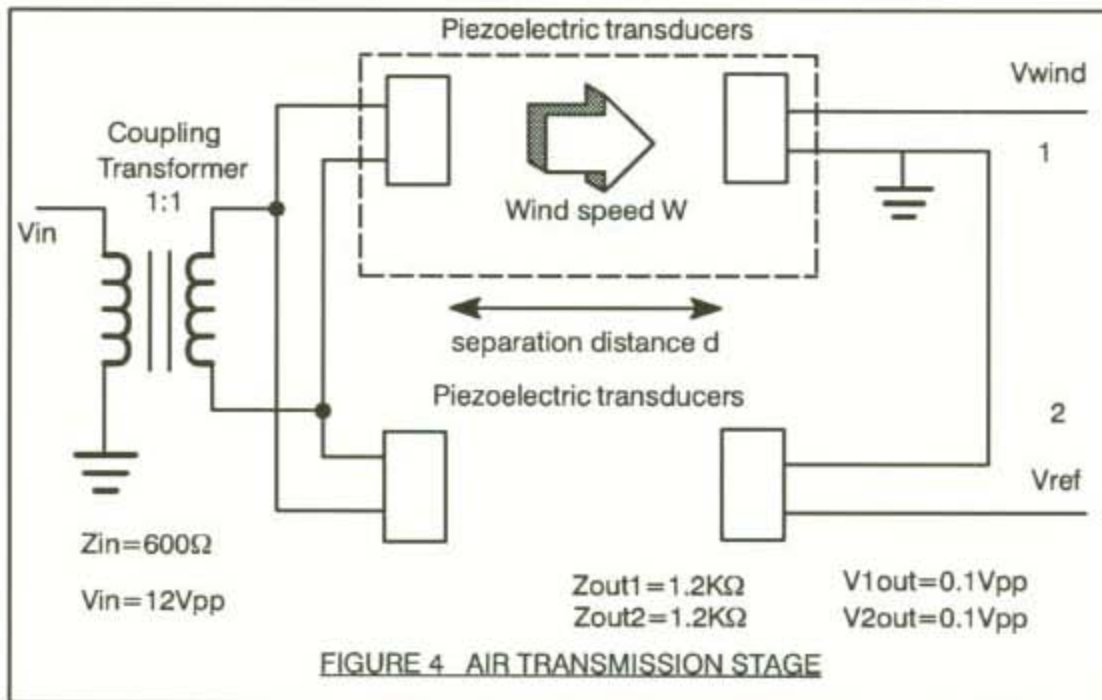 Piezoelectric transducers
Vwind
Coupling
Transformer
1:1
1
Vin
Wind speed W
separation distance d
Piezoelectric transducers
2
Vref
Zin=600Ω
Vin=12Vpp
Zout1=1.2KΩ
V1out=0.1Vpp
Zout2=1.2KΩ
V2out=0.1Vpp
FIGURE 4 AIR TRANSMISSION STAGE